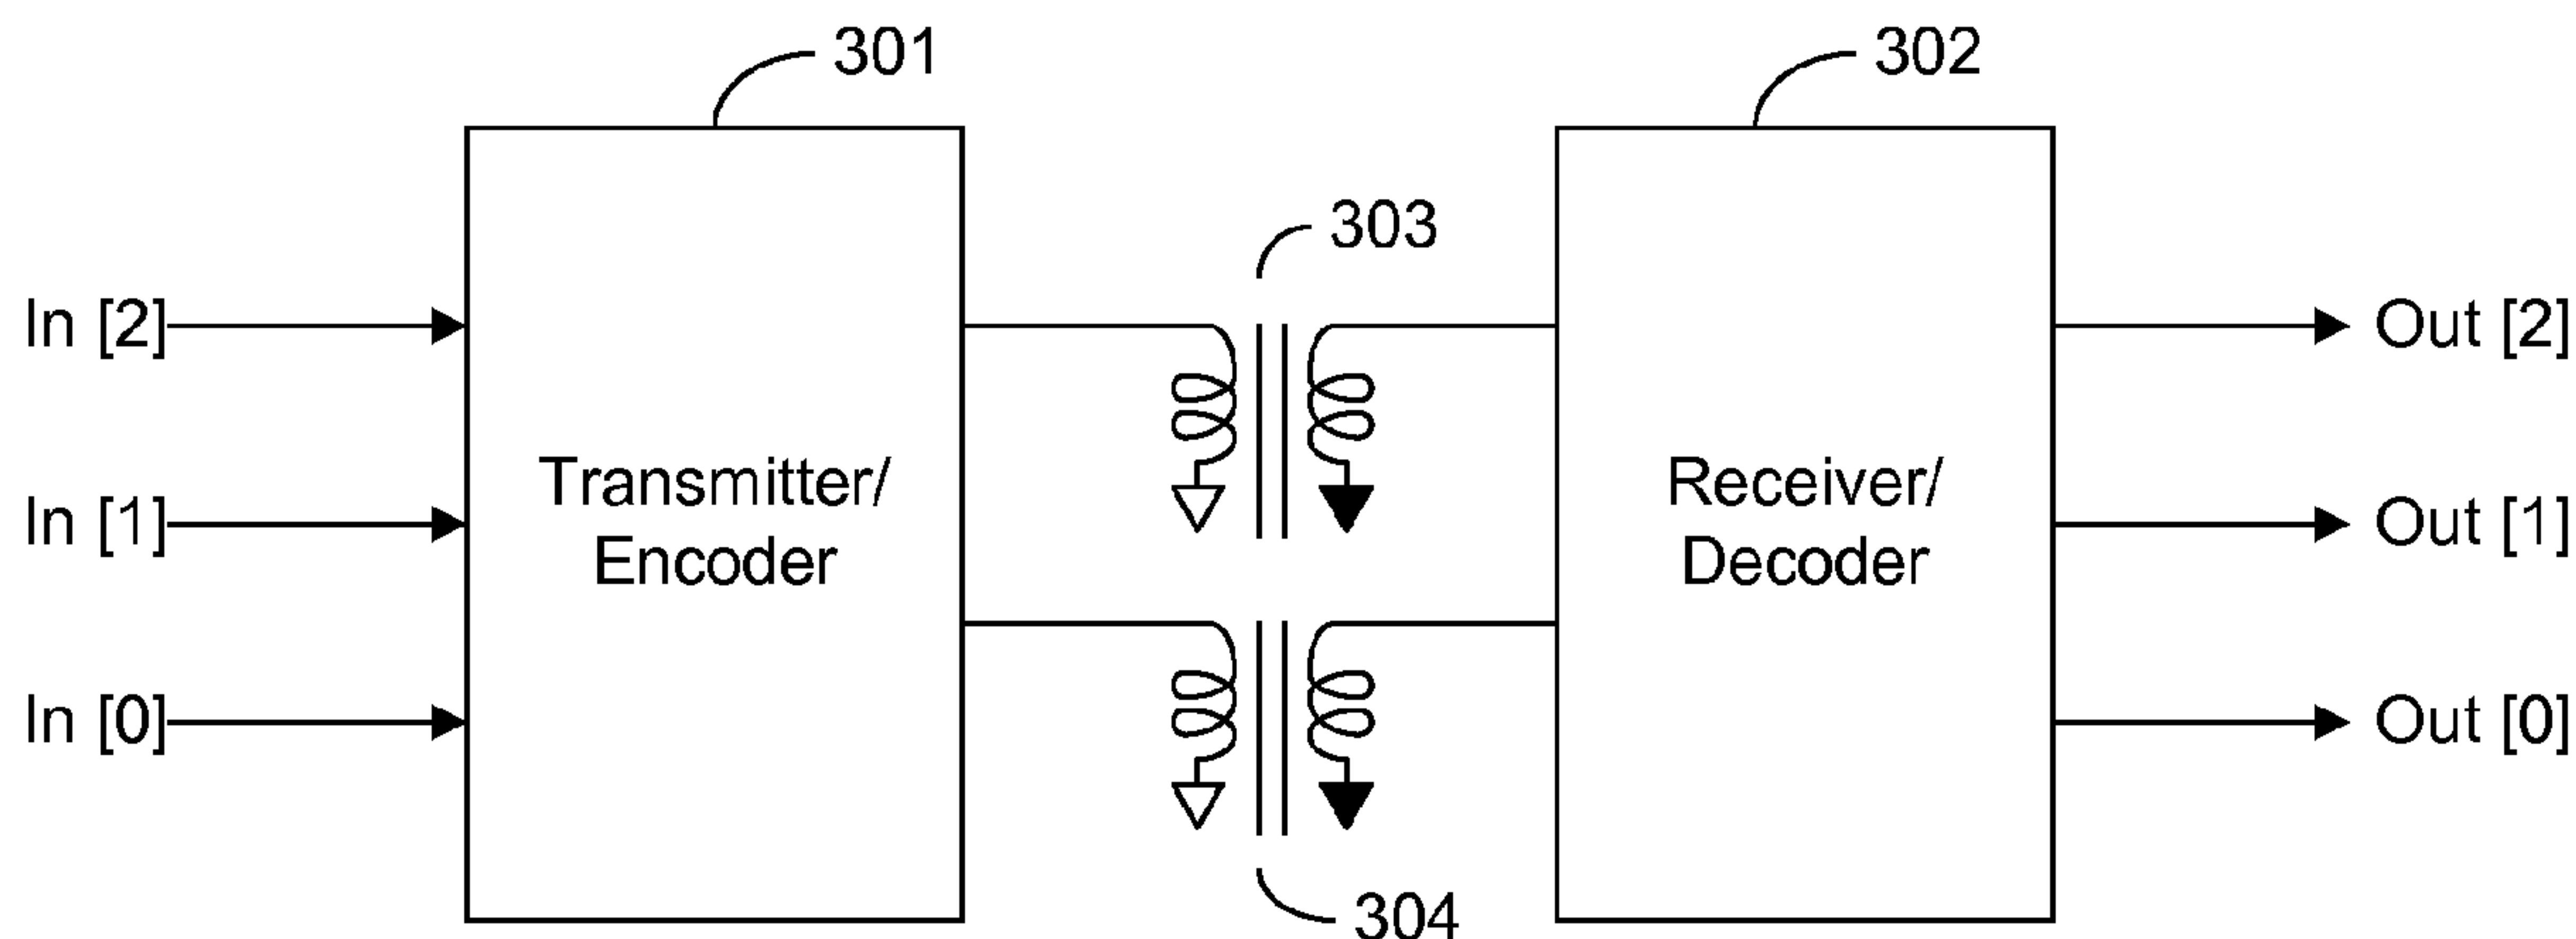 301
302
303
In [2]
Out [2]
Transmitter/
Encoder
Receiver/
Decoder
In [1]
Out [1]
In [0]
Out [0]
304